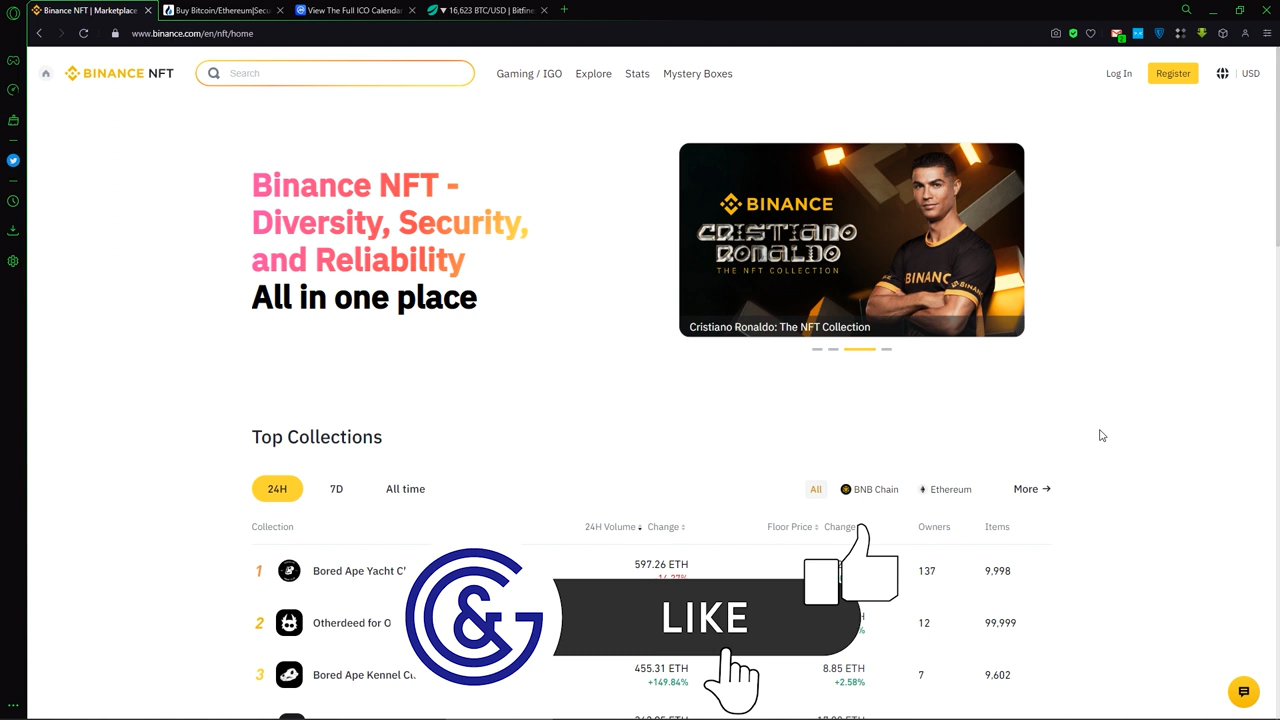 Binance NFT | Marketplace
Buy Bitcoin/Ethereum|Secu
View The Full ICO Calendar
▼ 16,623 BTC/USD | Bitfine
www.binance.com/en/nft/home
BINANCE NFT
Search
Gaming / IGO
Explore
Stats
Mystery Boxes
Log In
Register
USD
Binance NFT -
Diversity, Security,
and Reliability
All in one place
BINANCE
CRISTIANO
RONALDO
THE NFT COLLECTION
BINANC
Cristiano Ronaldo: The NFT Collection
Top Collections
24H
7D
All time
All
BNB Chain
Ethereum
More →
Collection
24H Volume
Change
Floor Price
Change
Owners
Items
1
Bored Ape Yacht C
597.26 ETH
-14.27%
137
9,998
2
Otherdeed for O
12
99,999
3
Bored Ape Kennel C
455.31 ETH
+149.84%
8.85 ETH
+2.58%
7
9,602
G&G
LIKE